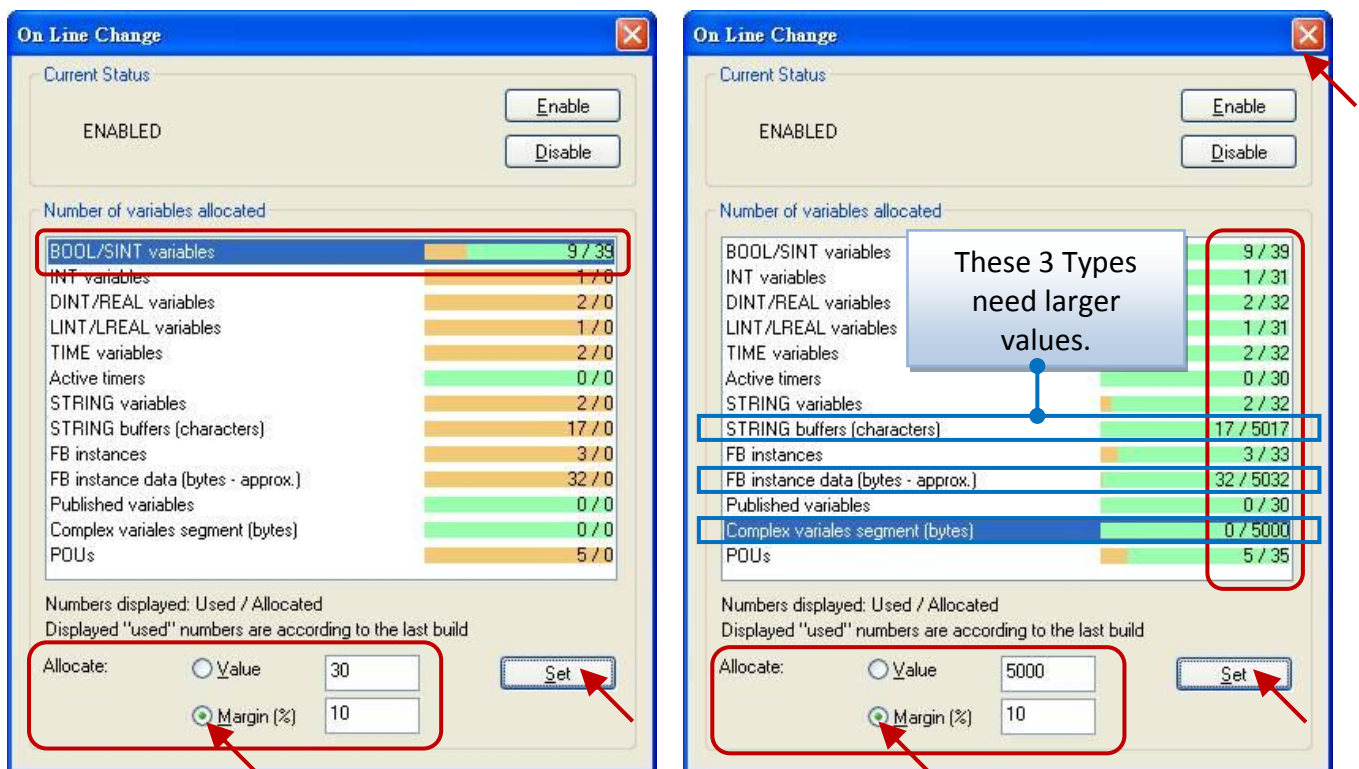 On Line Change
Current Status
Enable
ENABLED
Disable
Number of variables allocated
BOOL/SINT variables 9 / 39
INT variables 1 / 0
DINT/REAL variables 2 / 0
LINT/LREAL variables 1 / 0
TIME variables 2 / 0
Active timers 0 / 0
STRING variables 2 / 0
STRING buffers (characters) 17 / 0
FB instances 3 / 0
FB instance data (bytes - approx.) 32 / 0
Published variables 0 / 0
Complex variales segment (bytes) 0 / 0
POUs 5 / 0
Numbers displayed: Used / Allocated
Displayed "used" numbers are according to the last build
Allocate: Value 30 Set
Margin (%) 10
On Line Change
Current Status
Enable
ENABLED
Disable
Number of variables allocated
BOOL/SINT variables 9 / 39
INT variables 1 / 31
DINT/REAL variables 2 / 32
LINT/LREAL variables 1 / 31
TIME variables 2 / 32
Active timers 0 / 30
STRING variables 2 / 32
STRING buffers (characters) 17 / 5017
FB instances 3 / 33
FB instance data (bytes - approx.) 32 / 5032
Published variables 0 / 30
Complex variales segment (bytes) 0 / 5000
POUs 5 / 35
These 3 Types
need larger
values.
Numbers displayed: Used / Allocated
Displayed "used" numbers are according to the last build
Allocate: Value 5000 Set
Margin (%) 10